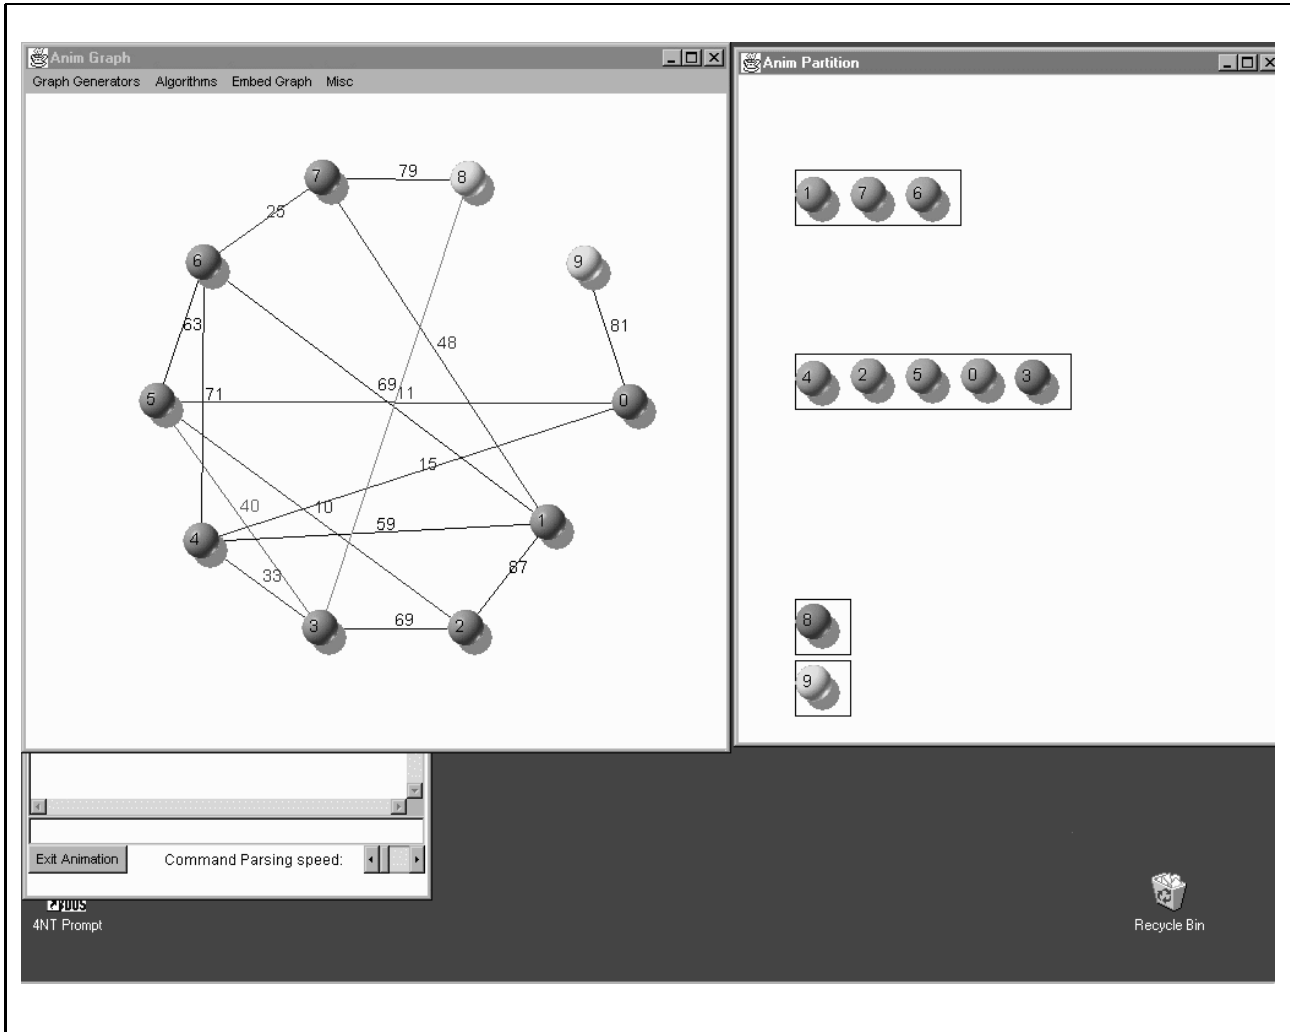 Anim Graph
Graph Generators Algorithms Embed Graph Misc
7 79 8
25
6 9
63 48 81
5 71 69 11 0
15
40 10
4 59 1
33 87
3 69 2
Anim Partition
1 7 6
4 2 5 0 3
8
9
Exit Animation Command Parsing speed:
4NT Prompt
Recycle Bin